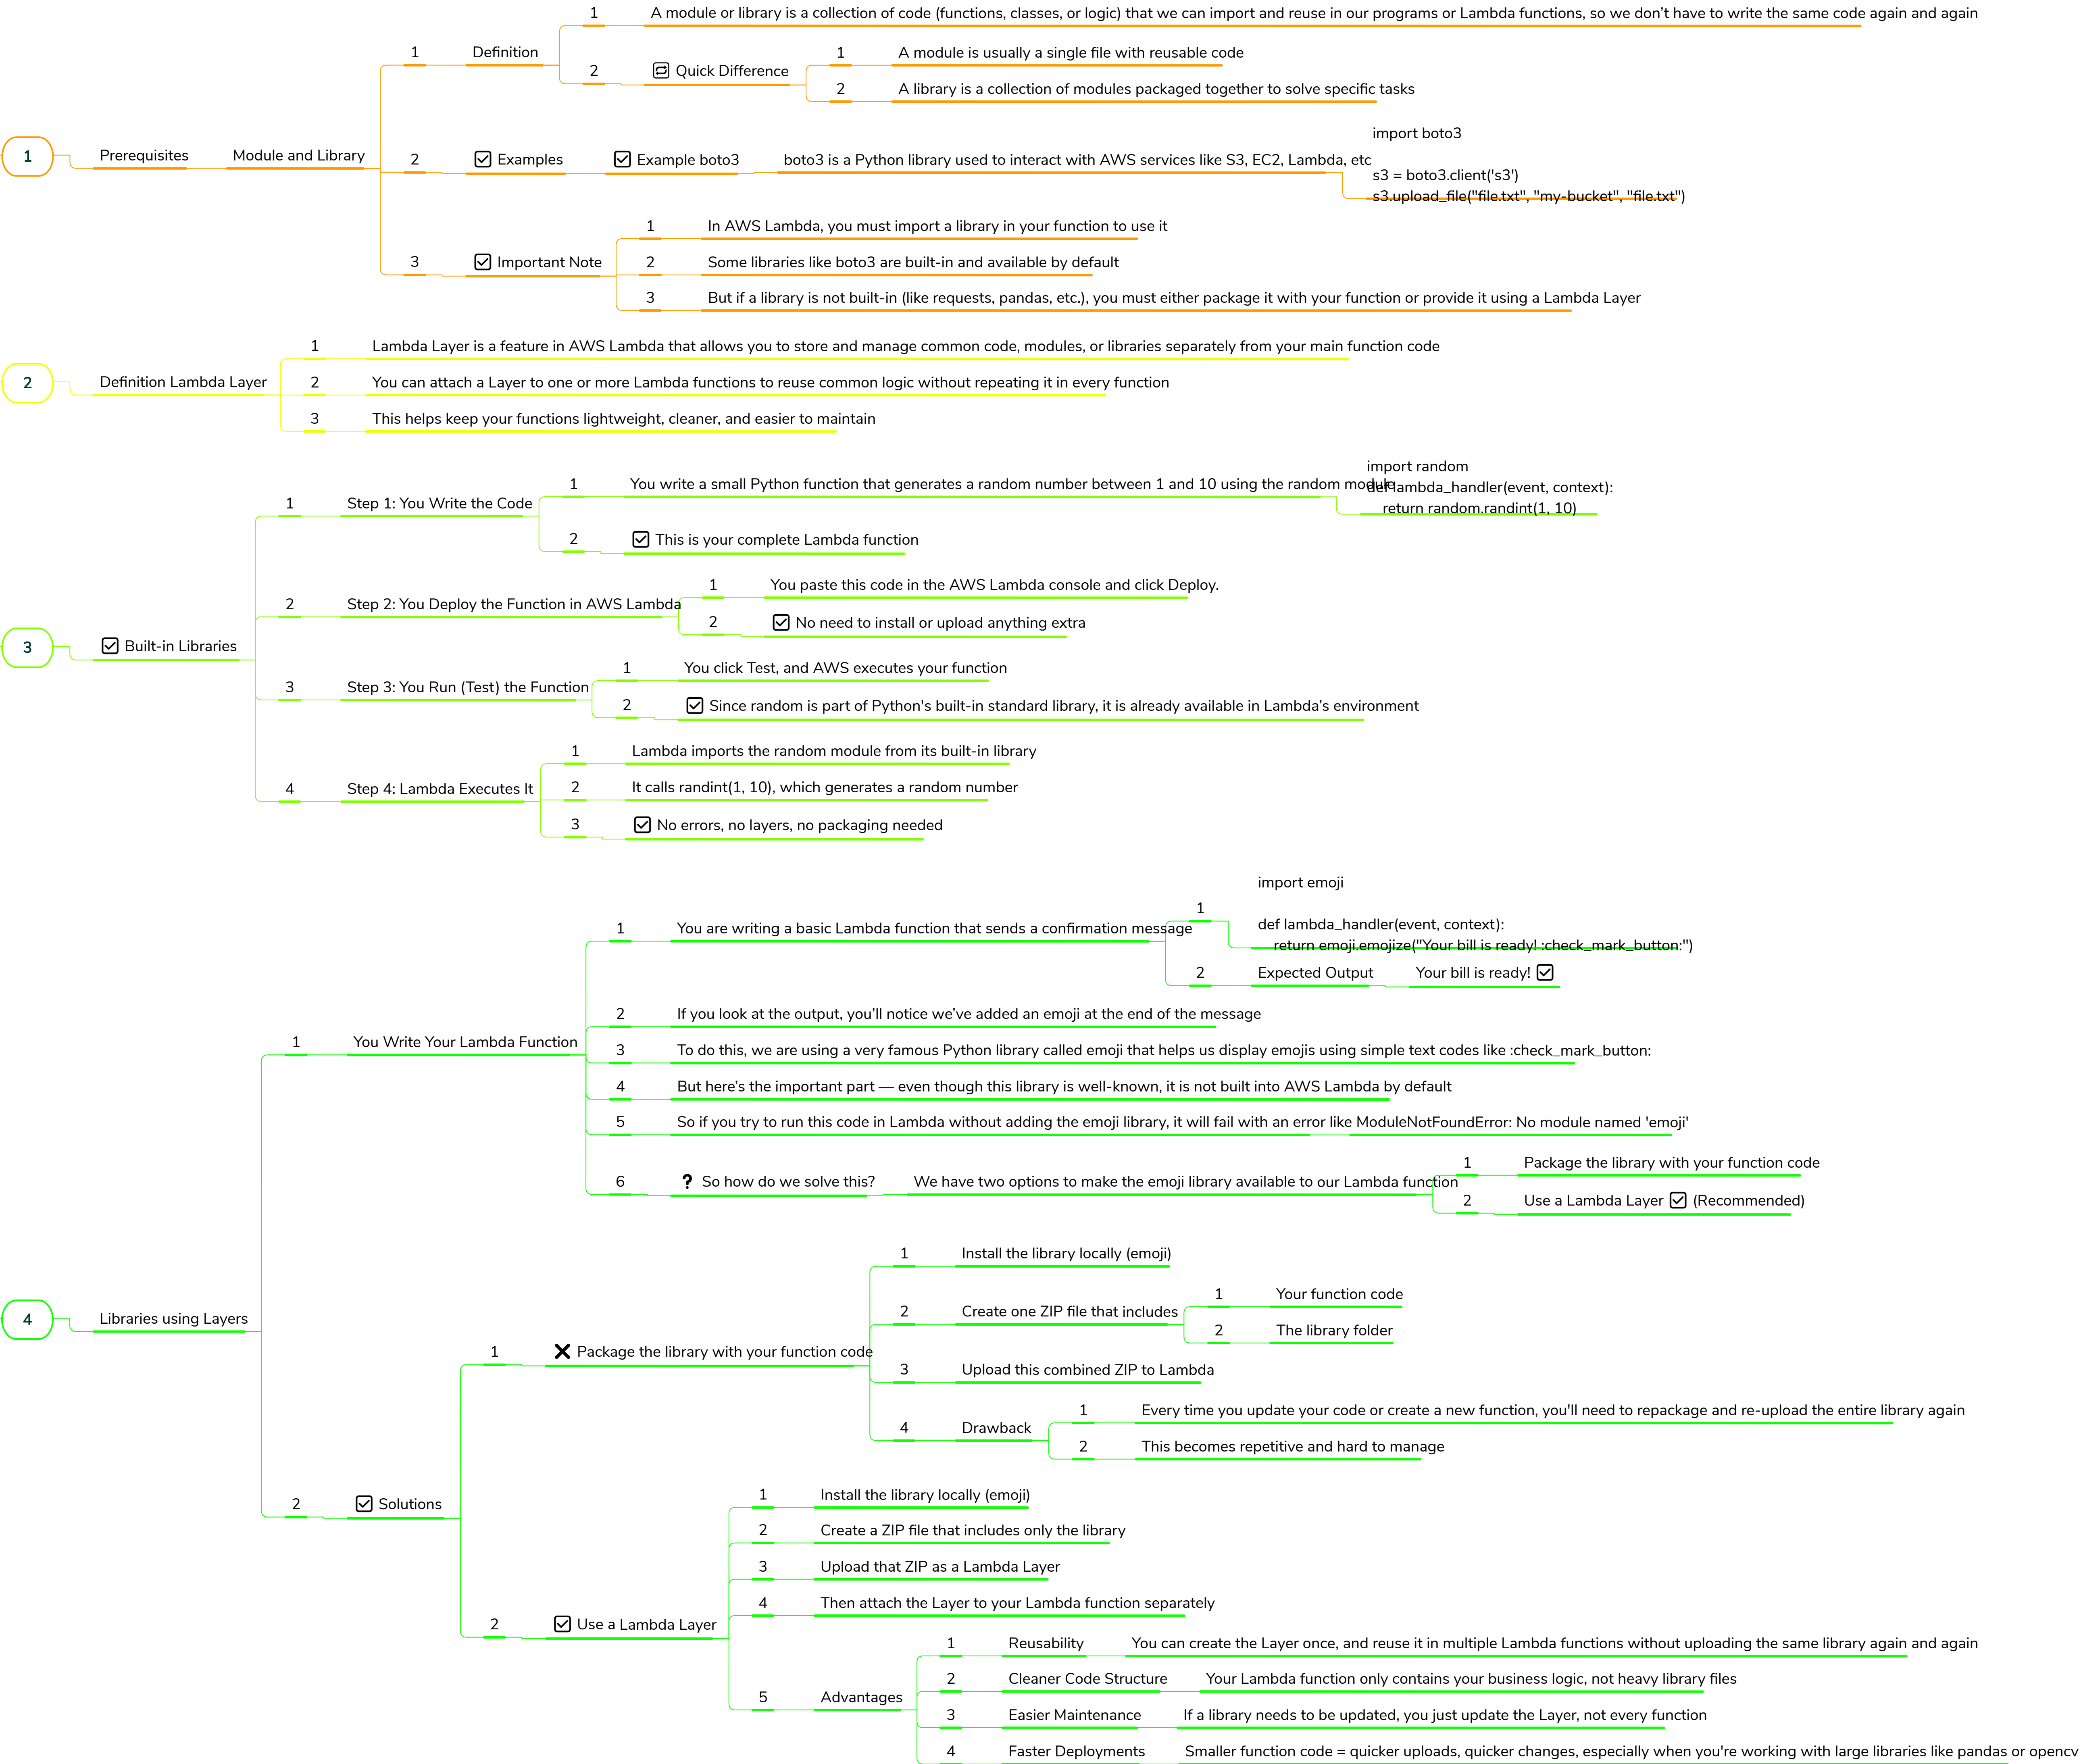 1
Prerequisites
Module and Library
1
Definition
1
A module or library is a collection of code (functions, classes, or logic) that we can import and reuse in our programs or Lambda functions, so we don’t have to write the same code again and again
2
Quick Difference
1
A module is usually a single file with reusable code
2
A library is a collection of modules packaged together to solve specific tasks
2
Examples
Example boto3
boto3 is a Python library used to interact with AWS services like S3, EC2, Lambda, etc
import boto3
s3 = boto3.client('s3')
s3.upload_file("file.txt", "my-bucket", "file.txt")
3
Important Note
1
In AWS Lambda, you must import a library in your function to use it
2
Some libraries like boto3 are built-in and available by default
3
But if a library is not built-in (like requests, pandas, etc.), you must either package it with your function or provide it using a Lambda Layer
2
Definition Lambda Layer
1
Lambda Layer is a feature in AWS Lambda that allows you to store and manage common code, modules, or libraries separately from your main function code
2
You can attach a Layer to one or more Lambda functions to reuse common logic without repeating it in every function
3
This helps keep your functions lightweight, cleaner, and easier to maintain
3
Built-in Libraries
1
Step 1: You Write the Code
1
You write a small Python function that generates a random number between 1 and 10 using the random module
import random
def lambda_handler(event, context):
return random.randint(1, 10)
2
This is your complete Lambda function
2
Step 2: You Deploy the Function in AWS Lambda
1
You paste this code in the AWS Lambda console and click Deploy.
2
No need to install or upload anything extra
3
Step 3: You Run (Test) the Function
1
You click Test, and AWS executes your function
2
Since random is part of Python's built-in standard library, it is already available in Lambda’s environment
4
Step 4: Lambda Executes It
1
Lambda imports the random module from its built-in library
2
It calls randint(1, 10), which generates a random number
3
No errors, no layers, no packaging needed
4
Libraries using Layers
1
You Write Your Lambda Function
1
You are writing a basic Lambda function that sends a confirmation message
1
import emoji
def lambda_handler(event, context):
return emoji.emojize("Your bill is ready! :check_mark_button:")
2
Expected Output
Your bill is ready! ✅
2
If you look at the output, you’ll notice we’ve added an emoji at the end of the message
3
To do this, we are using a very famous Python library called emoji that helps us display emojis using simple text codes like :check_mark_button:
4
But here’s the important part — even though this library is well-known, it is not built into AWS Lambda by default
5
So if you try to run this code in Lambda without adding the emoji library, it will fail with an error like
ModuleNotFoundError: No module named 'emoji'
6
❓ So how do we solve this?
We have two options to make the emoji library available to our Lambda function
1
Package the library with your function code
2
Use a Lambda Layer ✅ (Recommended)
2
Solutions
1
❌ Package the library with your function code
1
Install the library locally (emoji)
2
Create one ZIP file that includes
1
Your function code
2
The library folder
3
Upload this combined ZIP to Lambda
4
Drawback
1
Every time you update your code or create a new function, you'll need to repackage and re-upload the entire library again
2
This becomes repetitive and hard to manage
2
Use a Lambda Layer
1
Install the library locally (emoji)
2
Create a ZIP file that includes only the library
3
Upload that ZIP as a Lambda Layer
4
Then attach the Layer to your Lambda function separately
5
Advantages
1
Reusability
You can create the Layer once, and reuse it in multiple Lambda functions without uploading the same library again and again
2
Cleaner Code Structure
Your Lambda function only contains your business logic, not heavy library files
3
Easier Maintenance
If a library needs to be updated, you just update the Layer, not every function
4
Faster Deployments
Smaller function code = quicker uploads, quicker changes, especially when you're working with large libraries like pandas or opencv